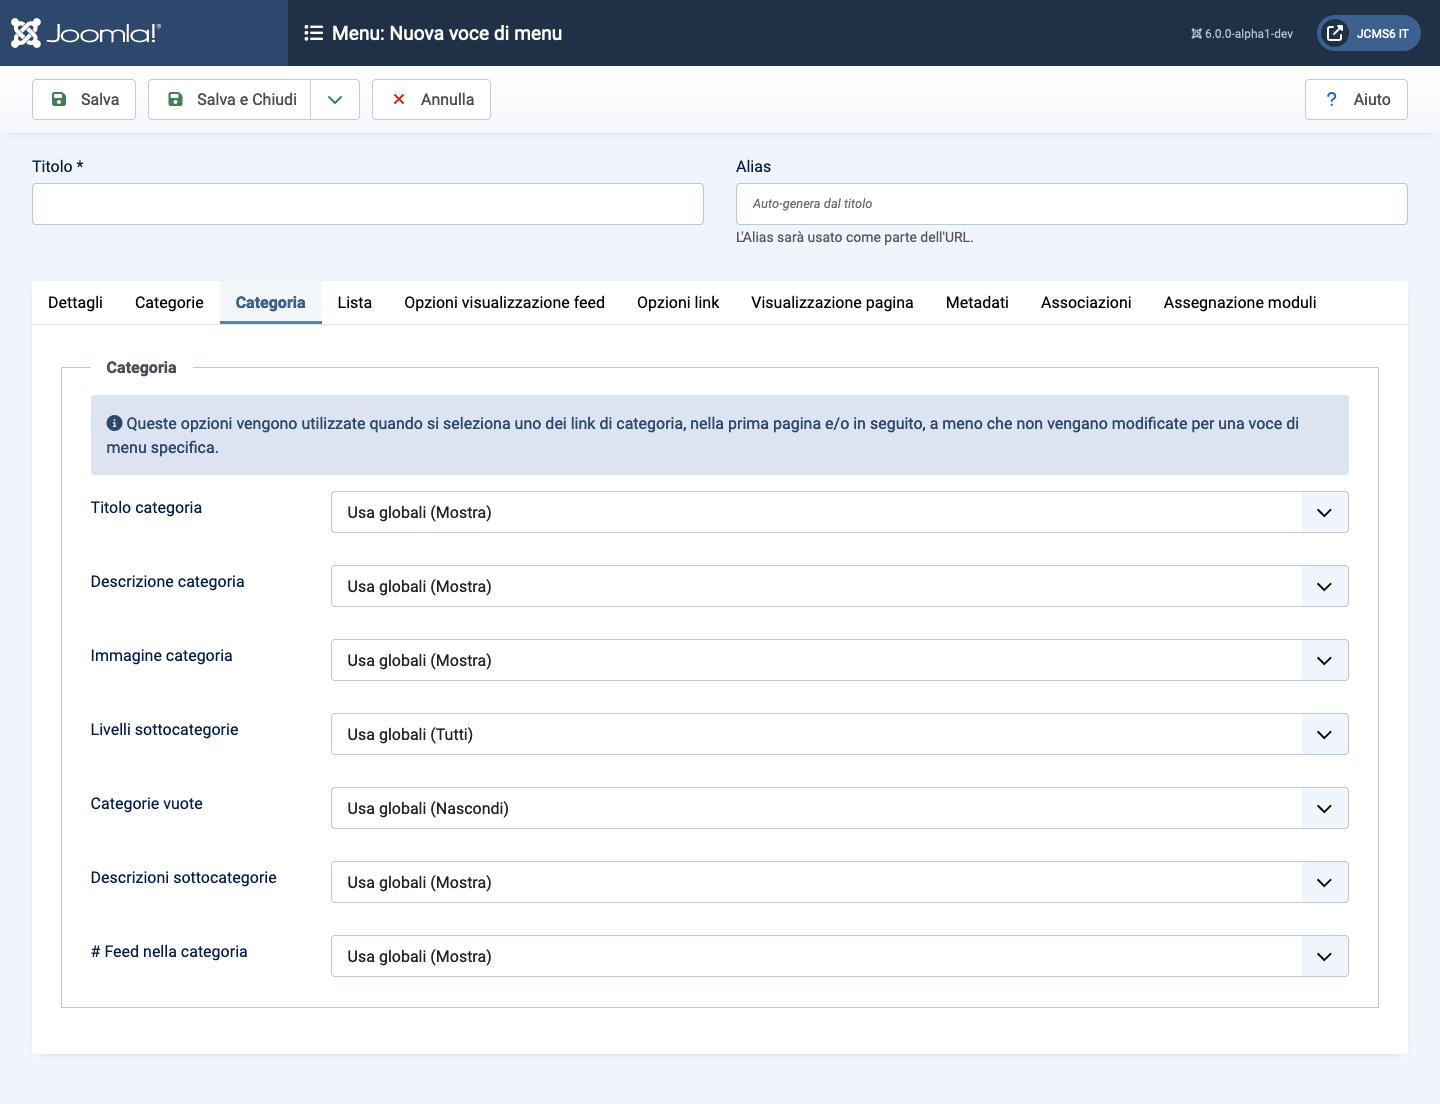 Joomla!®
Menu: Nuova voce di menu
6.0.0-alpha1-dev
JCMS6 IT
Salva
Salva e Chiudi
Annulla
? Aiuto
Titolo *
Alias
Auto-genera dal titolo
L'Alias sarà usato come parte dell'URL.
Dettagli Categorie Categoria Lista Opzioni visualizzazione feed Opzioni link Visualizzazione pagina Metadati Associazioni Assegnazione moduli
Categoria
Queste opzioni vengono utilizzate quando si seleziona uno dei link di categoria, nella prima pagina e/o in seguito, a meno che non vengano modificate per una voce di
menu specifica.
Titolo categoria
Usa globali (Mostra)
Descrizione categoria
Usa globali (Mostra)
Immagine categoria
Usa globali (Mostra)
Livelli sottocategorie
Usa globali (Tutti)
Categorie vuote
Usa globali (Nascondi)
Descrizioni sottocategorie
Usa globali (Mostra)
# Feed nella categoria
Usa globali (Mostra)